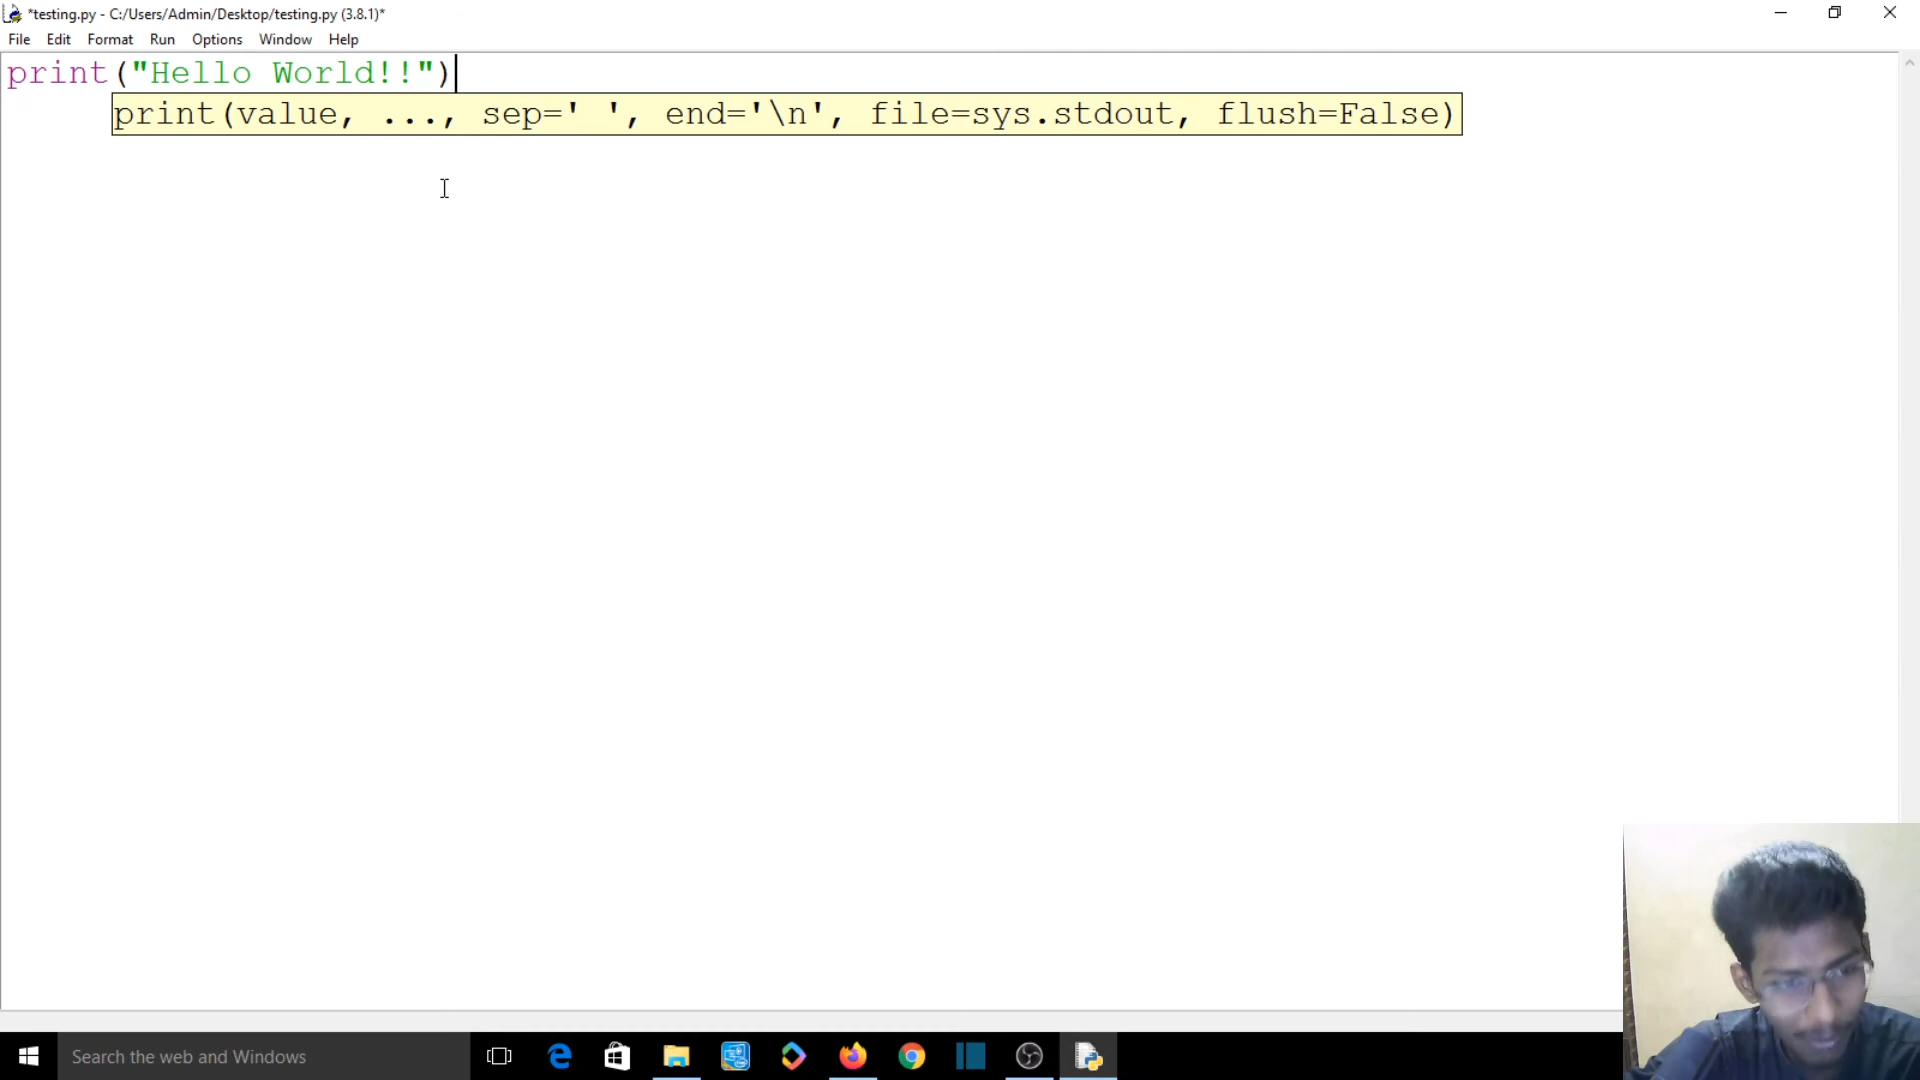 *testing.py - C:/Users/Admin/Desktop/testing.py (3.8.1)*
File Edit Format Run Options Window Help
print("Hello World!!")
print(value, ..., sep=' ', end='\n', file=sys.stdout, flush=False)
Search the web and Windows